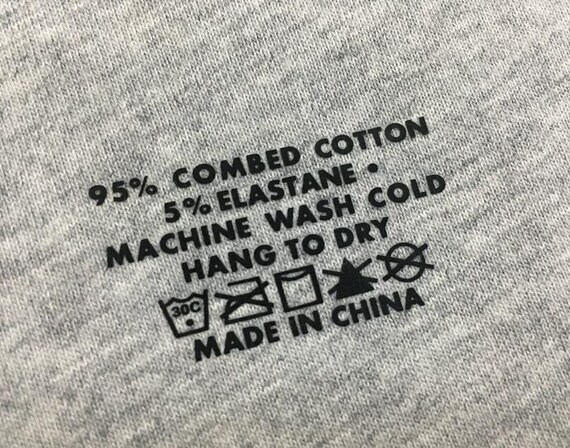 95% COMBED COTTON
5% ELASTANE •
MACHINE WASH COLD
HANG TO DRY
30C
MADE IN CHINA